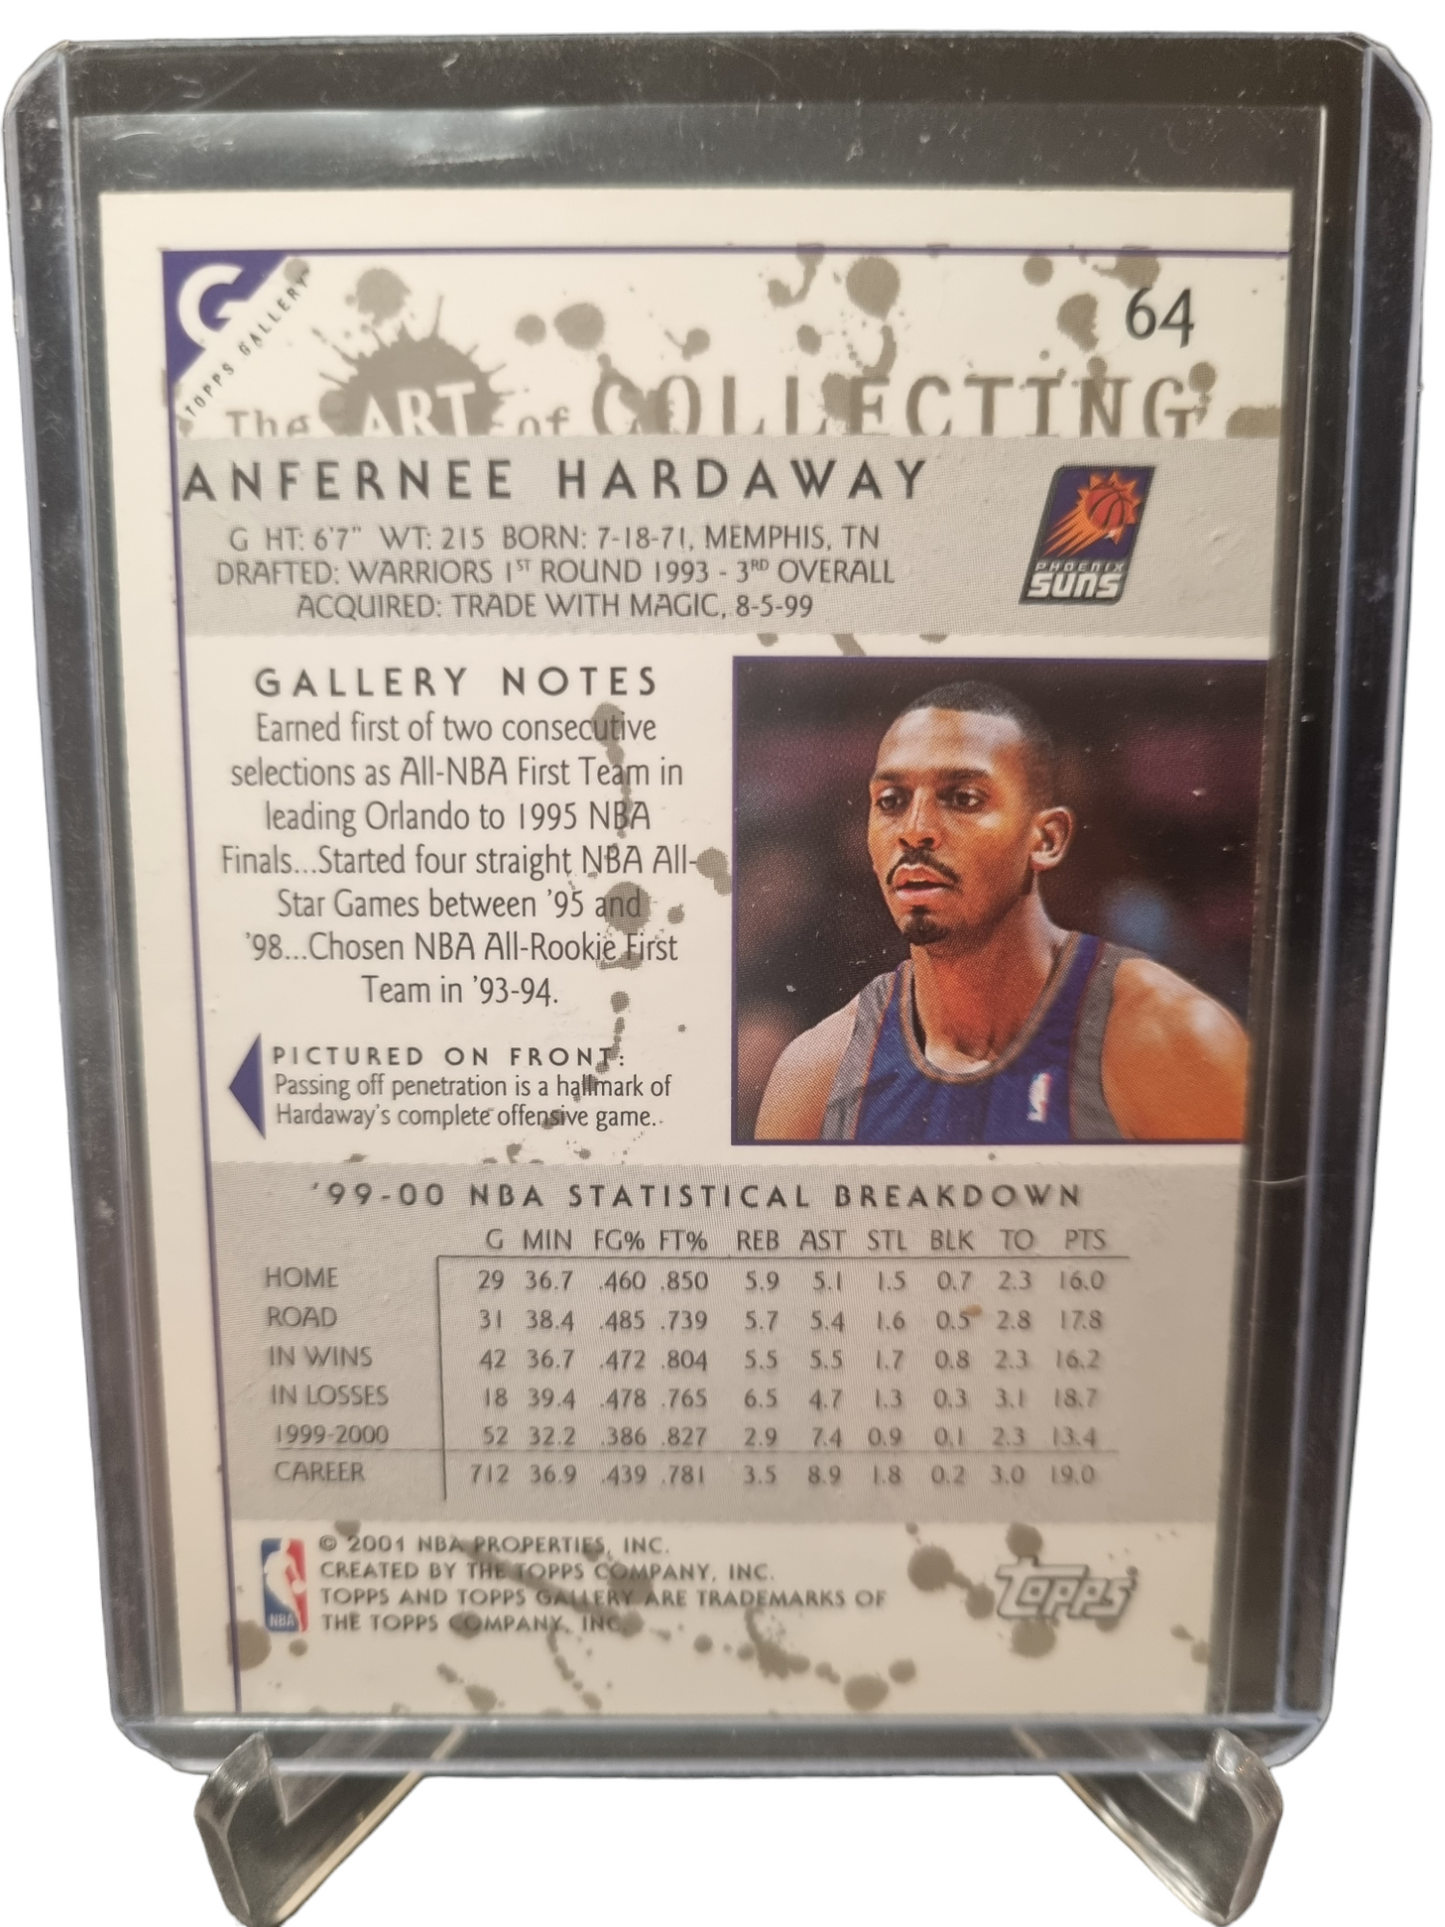 G
TOPPS GALLERY
64
The ART of COLLECTING
ANFERNEE HARDAWAY
G HT: 6'7" WT: 215 BORN: 7-18-71, MEMPHIS, TN
DRAFTED: WARRIORS 1ST ROUND 1993 - 3RD OVERALL
ACQUIRED: TRADE WITH MAGIC, 8-5-99
PHOENIX
SUNS
GALLERY NOTES
Earned first of two consecutive
selections as All-NBA First Team in
leading Orlando to 1995 NBA
Finals...Started four straight NBA All-
Star Games between '95 and
'98...Chosen NBA All-Rookie First
Team in '93-94.
PICTURED ON FRONT:
Passing off penetration is a hallmark of
Hardaway's complete offensive game.
'99-00 NBA STATISTICAL BREAKDOWN
G MIN FG% FT% REB AST STL BLK TO PTS
HOME 29 36.7 .460 .850 5.9 5.1 1.5 0.7 2.3 16.0
ROAD 31 38.4 .485 .739 5.7 5.4 1.6 0.5 2.8 17.8
IN WINS 42 36.7 .472 .804 5.5 5.5 1.7 0.8 2.3 16.2
IN LOSSES 18 39.4 .478 .765 6.5 4.7 1.3 0.3 3.1 18.7
1999-2000 52 32.2 .386 .827 2.9 7.4 0.9 0.1 2.3 13.4
CAREER 712 36.9 .439 .781 3.5 8.9 1.8 0.2 3.0 19.0
© 2001 NBA PROPERTIES, INC.
CREATED BY THE TOPPS COMPANY, INC.
TOPPS AND TOPPS GALLERY ARE TRADEMARKS OF
THE TOPPS COMPANY, INC.
NBA
TOPPS